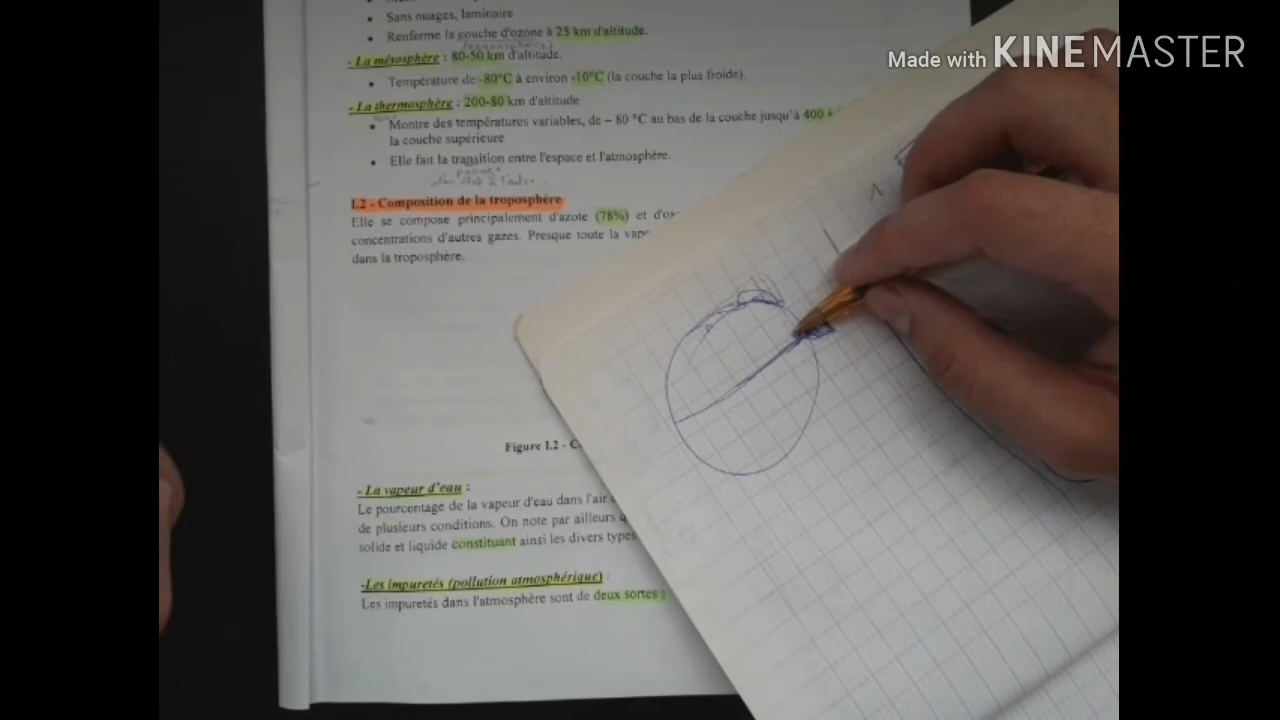 Made with KINEMASTER
Sans nuages, laminaire
Renferme la couche d'ozone à 25 km d'altitude.
- La mésosphère : 80-50 km d'altitude.
Température de -80°C à environ -10°C (la couche la plus froide).
- La thermosphère : 200-80 km d'altitude
Montre des températures variables, de – 80 °C au bas de la couche jusqu'à 400
la couche supérieure
Elle fait la transition entre l'espace et l'atmosphère.
I.2 - Composition de la troposphère
Elle se compose principalement d'azote (78%) et
concentrations d'autres gazes. Presque toute la
dans la troposphère.
Figure I.2 -
- La vapeur d'eau :
Le pourcentage de la vapeur d'eau dans l'air
de plusieurs conditions. On note par ailleurs
solide et liquide constituant ainsi les divers types
-Les impuretés (pollution atmosphérique) :
Les impuretés dans l'atmosphère sont de deux sortes :
1